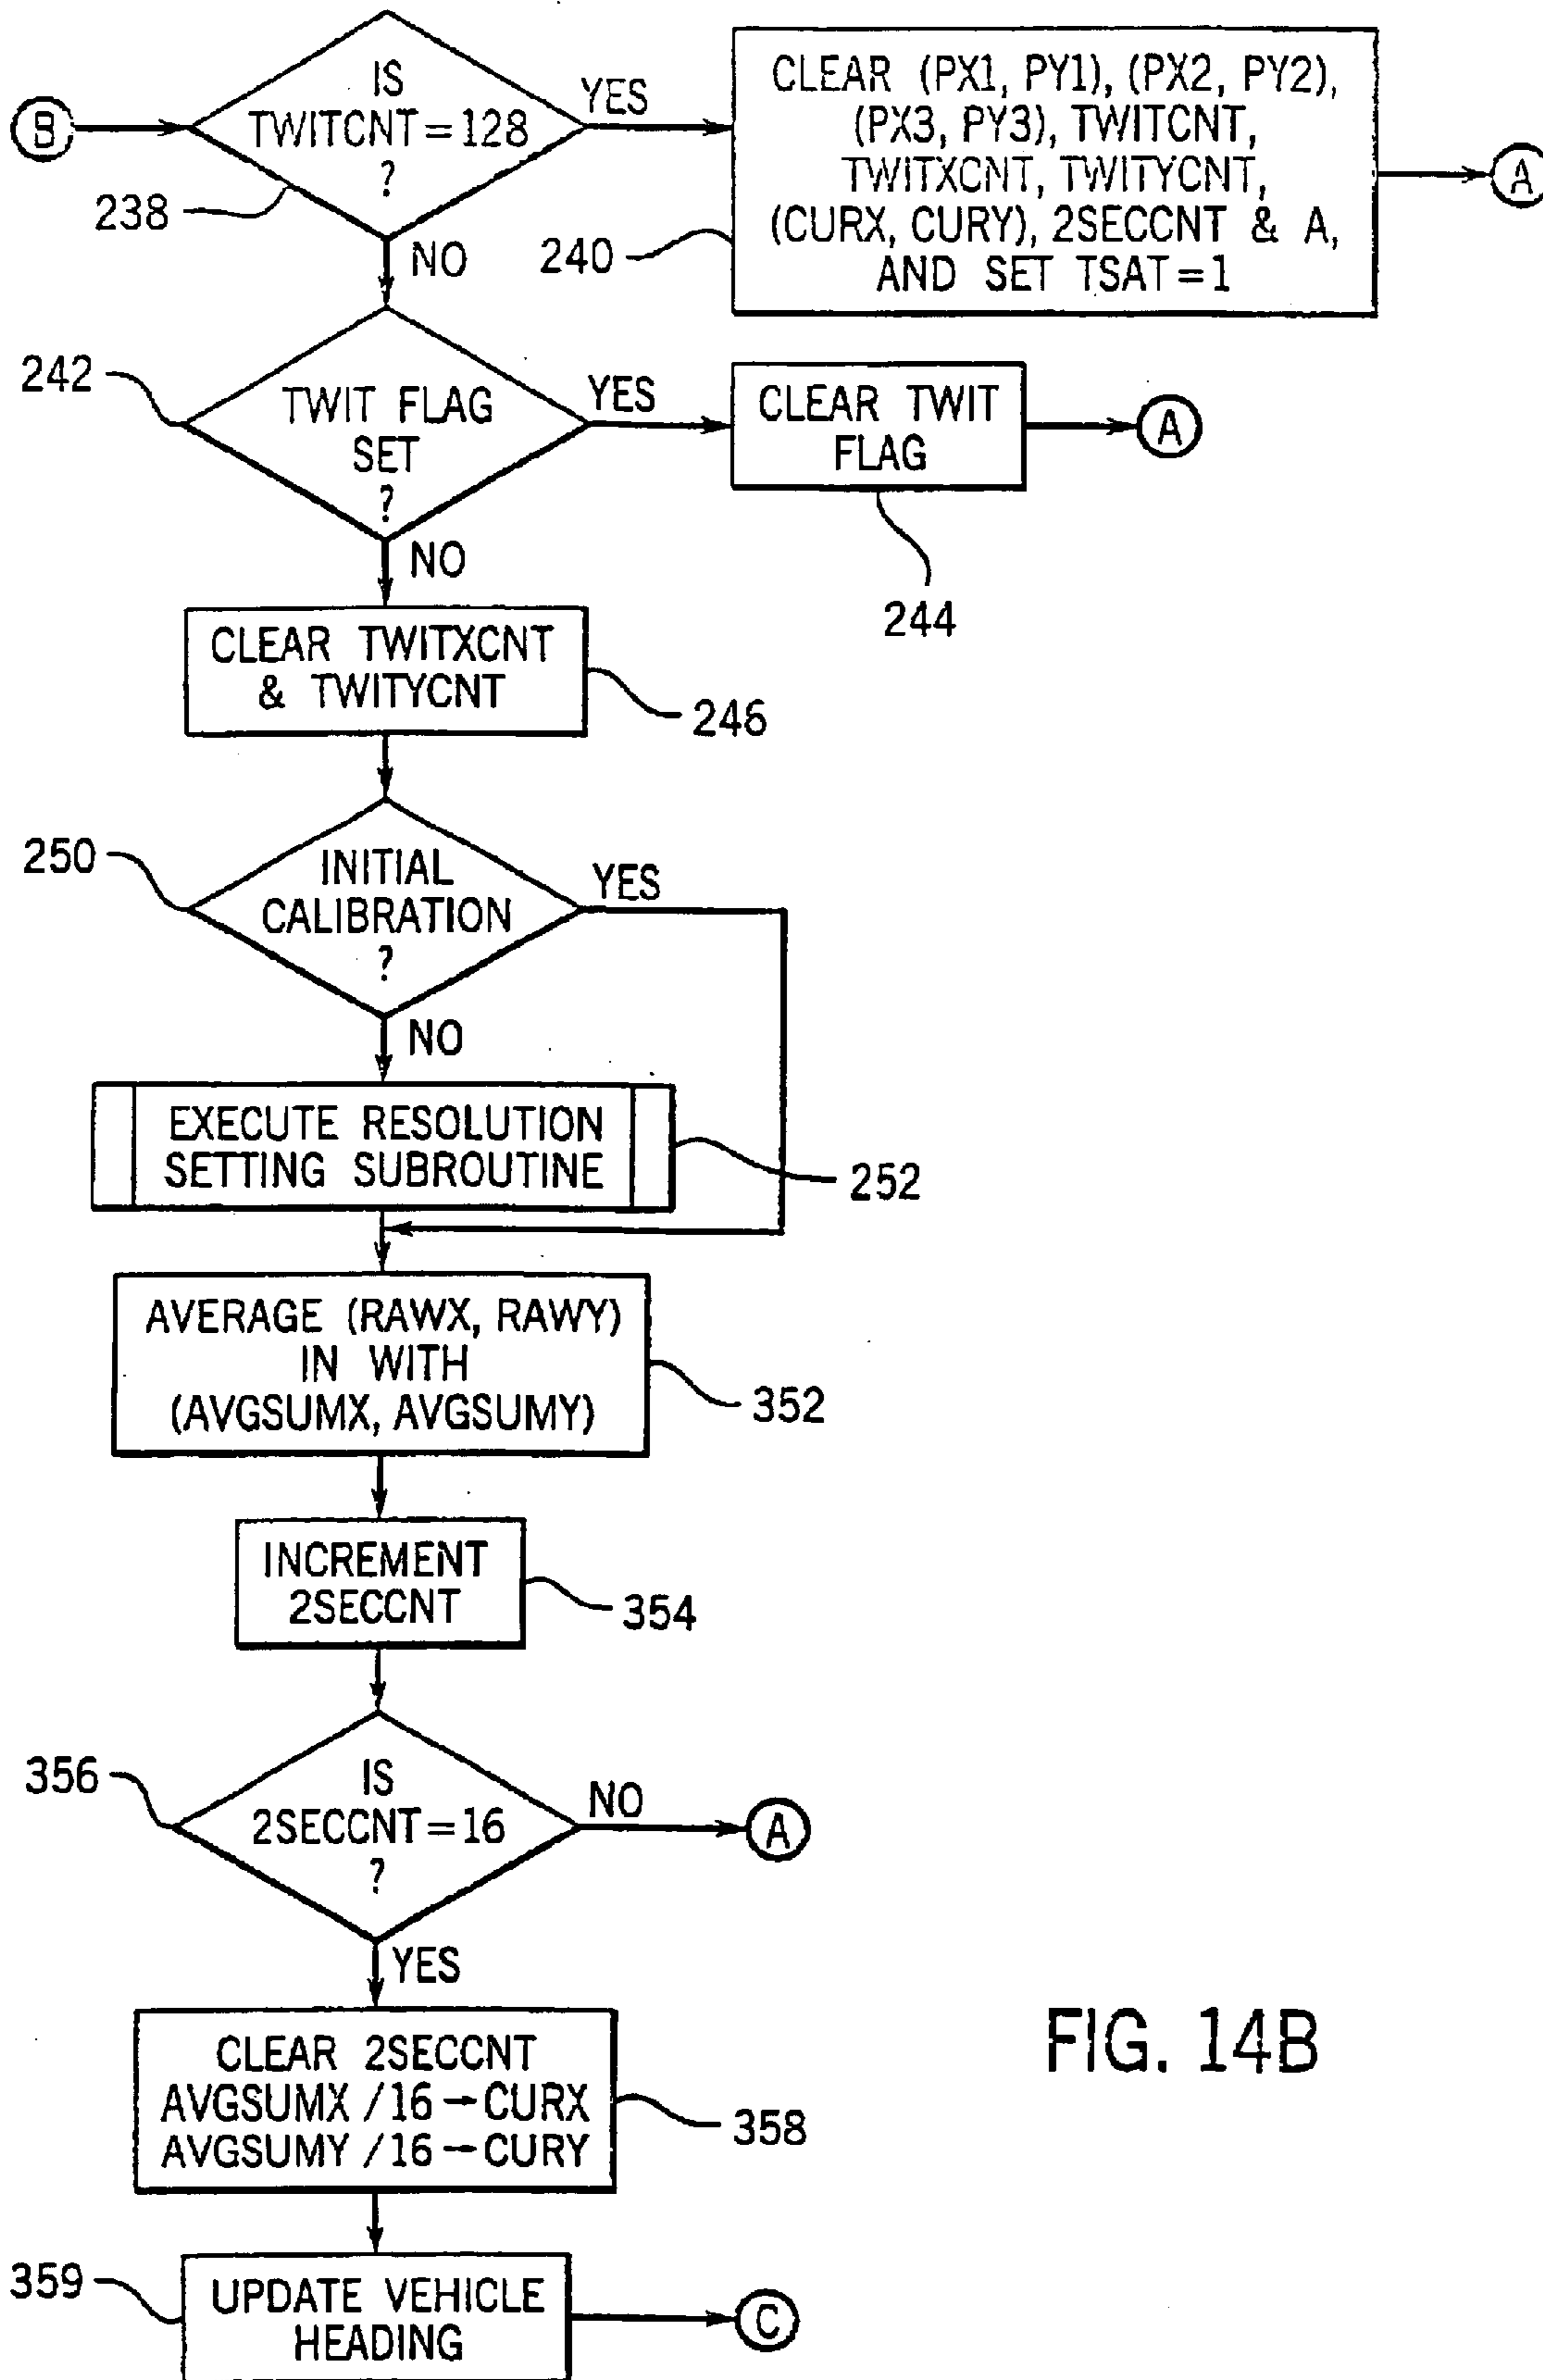 B
IS
TWITCNT=128
?
YES
238
NO
CLEAR (PX1, PY1), (PX2, PY2),
(PX3, PY3), TWITCNT,
TWITXCNT, TWITYCNT,
(CURX, CURY), 2SECCNT & A,
AND SET TSAT=1
240
A
242
TWIT FLAG
SET
?
YES
NO
CLEAR TWIT
FLAG
244
A
CLEAR TWITXCNT
& TWITYCNT
246
250
INITIAL
CALIBRATION
?
YES
NO
EXECUTE RESOLUTION
SETTING SUBROUTINE
252
AVERAGE (RAWX, RAWY)
IN WITH
(AVGSUMX, AVGSUMY)
352
INCREMENT
2SECCNT
354
356
IS
2SECCNT=16
?
NO
A
YES
CLEAR 2SECCNT
AVGSUMX /16→CURX
AVGSUMY /16→CURY
358
359
UPDATE VEHICLE
HEADING
C
FIG. 14B